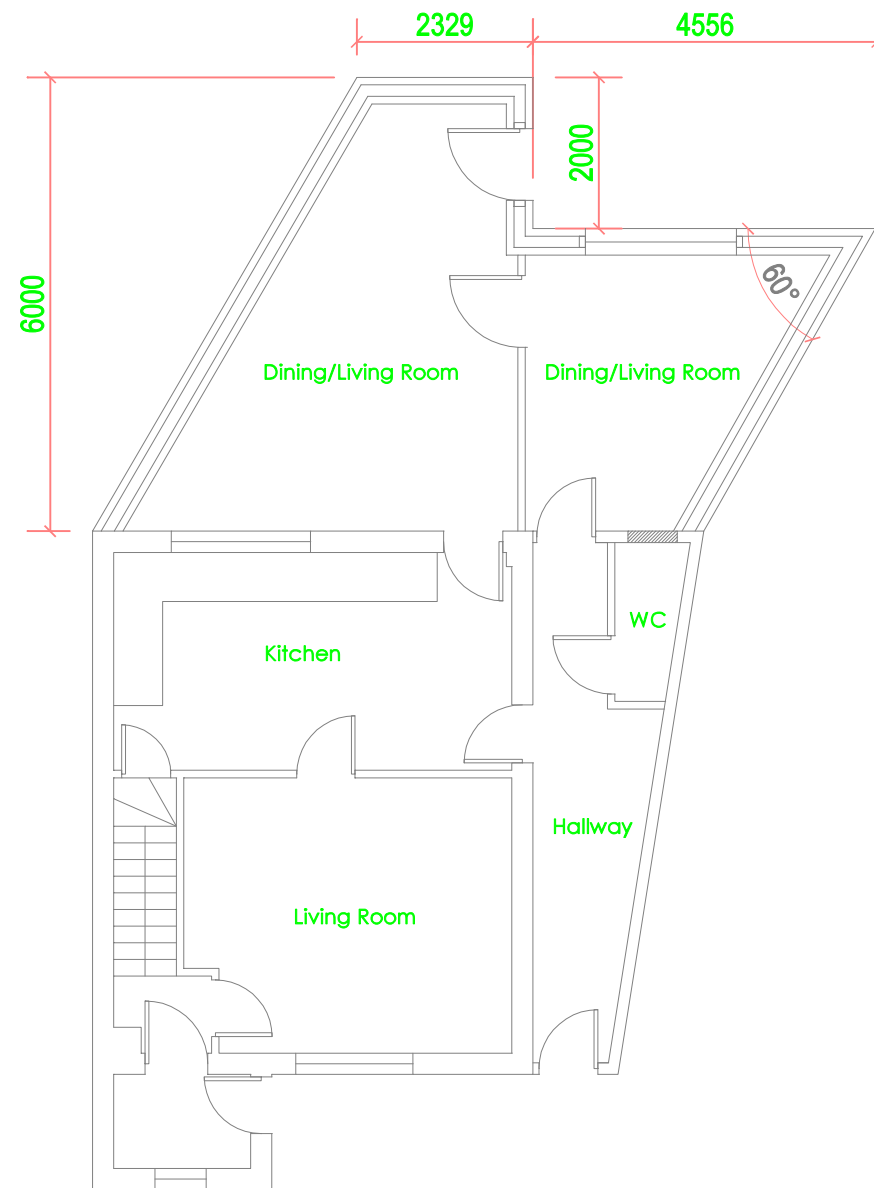 2329
4556
2000
6000
60°
Dining/Living Room
Dining/Living Room
WC
Kitchen
Hallway
Living Room